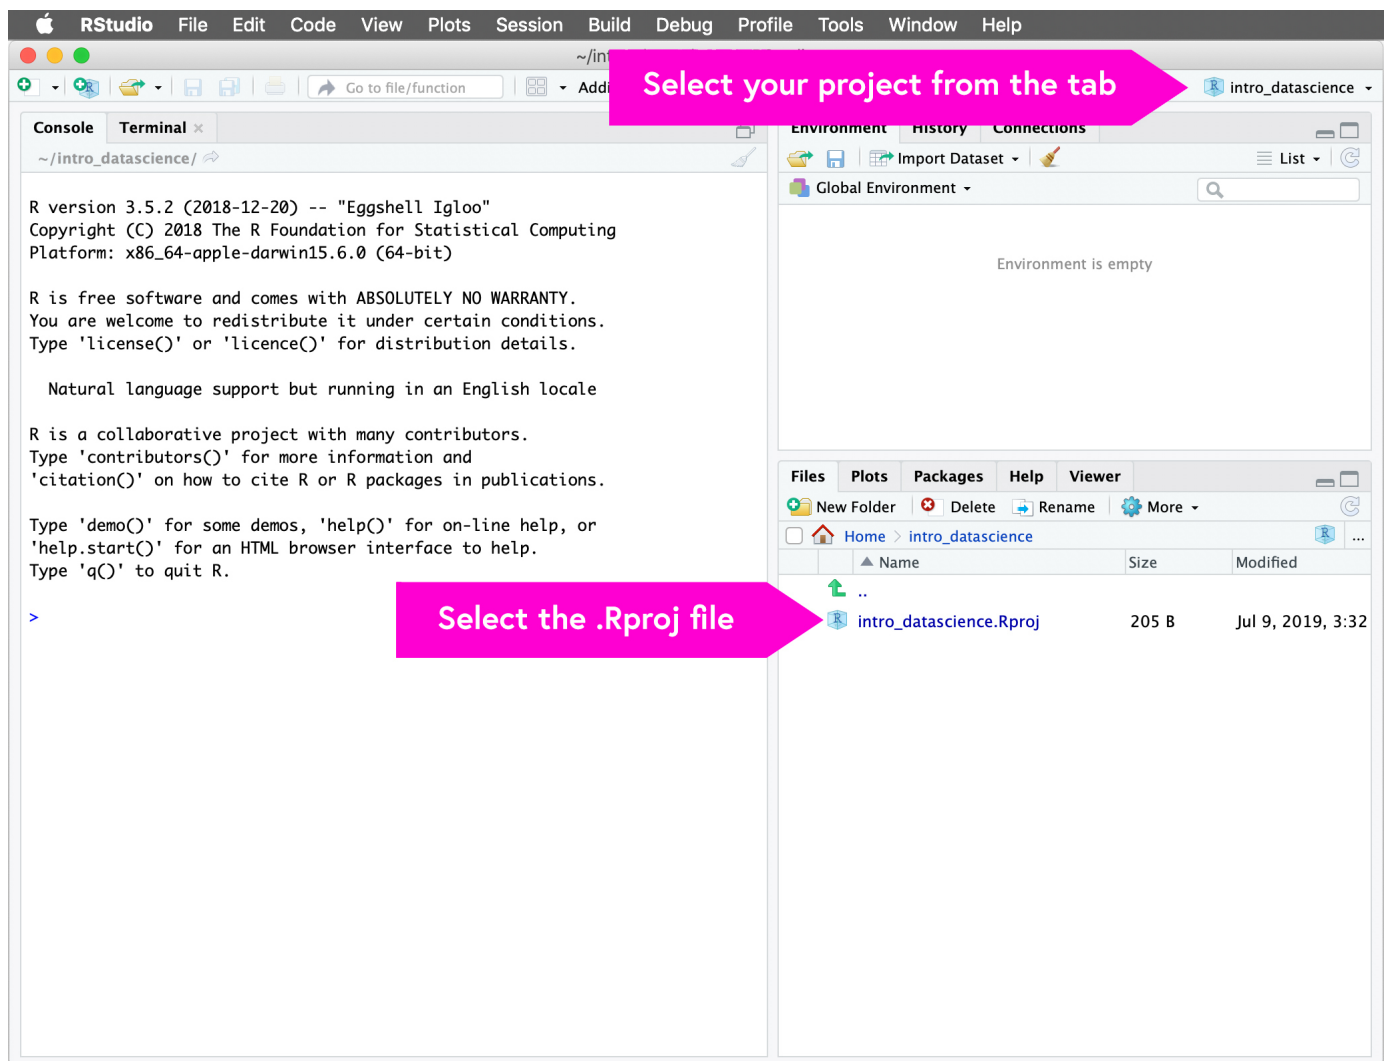 RStudio File Edit Code View Plots Session Build Debug Profile Tools Window Help
Select your project from the tab
Go to file/function
intro_datascience
Console Terminal
~/intro_datascience/
R version 3.5.2 (2018-12-20) -- "Eggshell Igloo"
Copyright (C) 2018 The R Foundation for Statistical Computing
Platform: x86_64-apple-darwin15.6.0 (64-bit)
R is free software and comes with ABSOLUTELY NO WARRANTY.
You are welcome to redistribute it under certain conditions.
Type 'license()' or 'licence()' for distribution details.
Natural language support but running in an English locale
R is a collaborative project with many contributors.
Type 'contributors()' for more information and
'citation()' on how to cite R or R packages in publications.
Type 'demo()' for some demos, 'help()' for on-line help, or
'help.start()' for an HTML browser interface to help.
Type 'q()' to quit R.
>
Select the .Rproj file
Environment History Connections
Import Dataset List
Global Environment
Environment is empty
Files Plots Packages Help Viewer
New Folder Delete Rename More
Home > intro_datascience ...
Name Size Modified
..
intro_datascience.Rproj 205 B Jul 9, 2019, 3:32